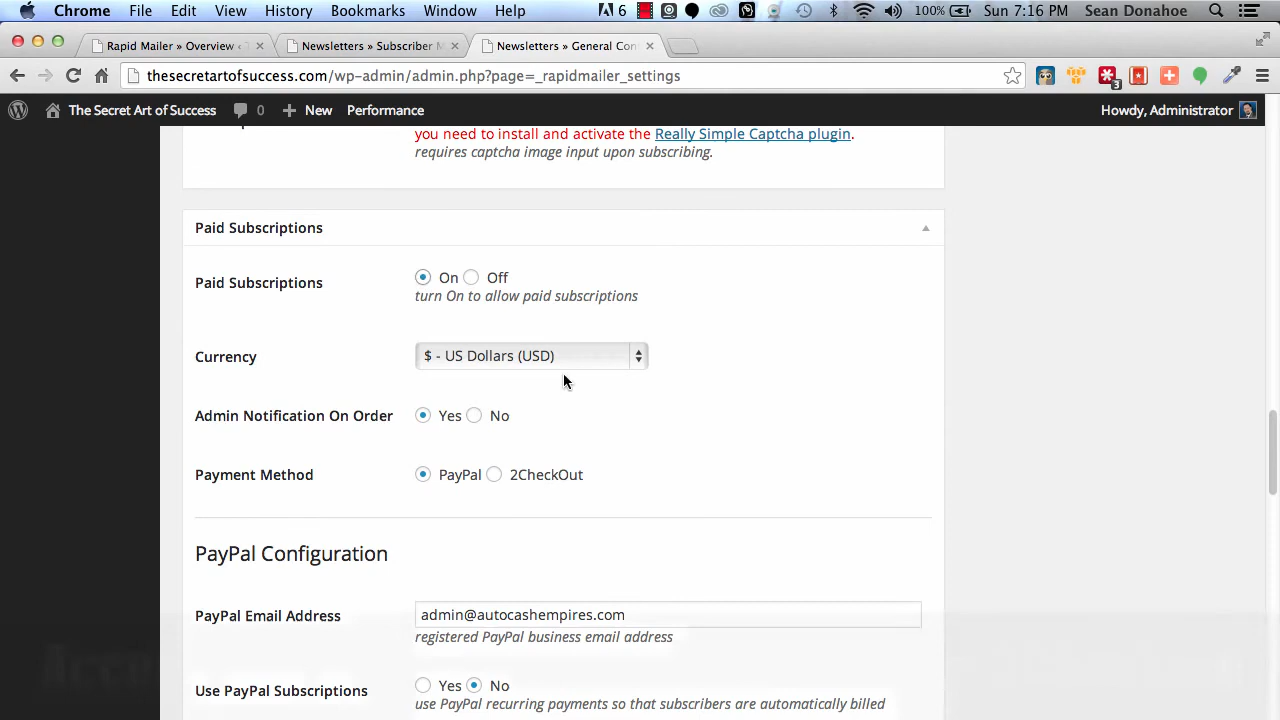 Chrome File Edit View History Bookmarks Window Help 6 100% Sun 7:16 PM Sean Donahoe
Rapid Mailer » Overview ‹ Newsletters » Subscriber M Newsletters » General Con
thesecretartofsuccess.com/wp-admin/admin.php?page=_rapidmailer_settings 3
The Secret Art of Success 0 New Performance Howdy, Administrator
you need to install and activate the Really Simple Captcha plugin.
requires captcha image input upon subscribing.
Paid Subscriptions
Paid Subscriptions On Off
turn On to allow paid subscriptions
Currency $ - US Dollars (USD)
Admin Notification On Order Yes No
Payment Method PayPal 2CheckOut
PayPal Configuration
PayPal Email Address admin@autocashempires.com
registered PayPal business email address
Use PayPal Subscriptions Yes No
use PayPal recurring payments so that subscribers are automatically billed